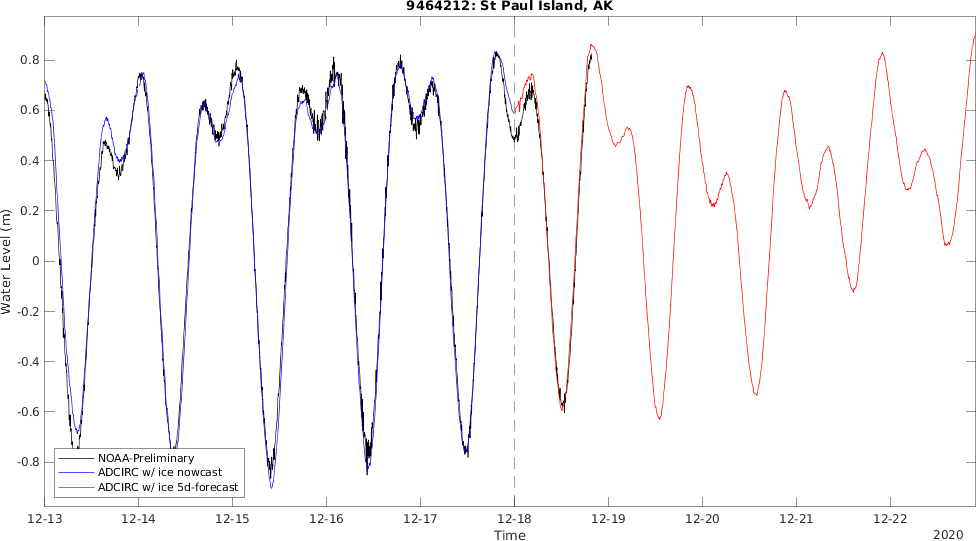 9464212: St Paul Island, AK
0.8
0.6
0.4
0.2
0
-0.2
-0.4
-0.6
-0.8
Water Level (m)
NOAA-Preliminary
ADCIRC w/ ice nowcast
ADCIRC w/ ice 5d-forecast
12-13 12-14 12-15 12-16 12-17 12-18 12-19 12-20 12-21 12-22
Time
2020